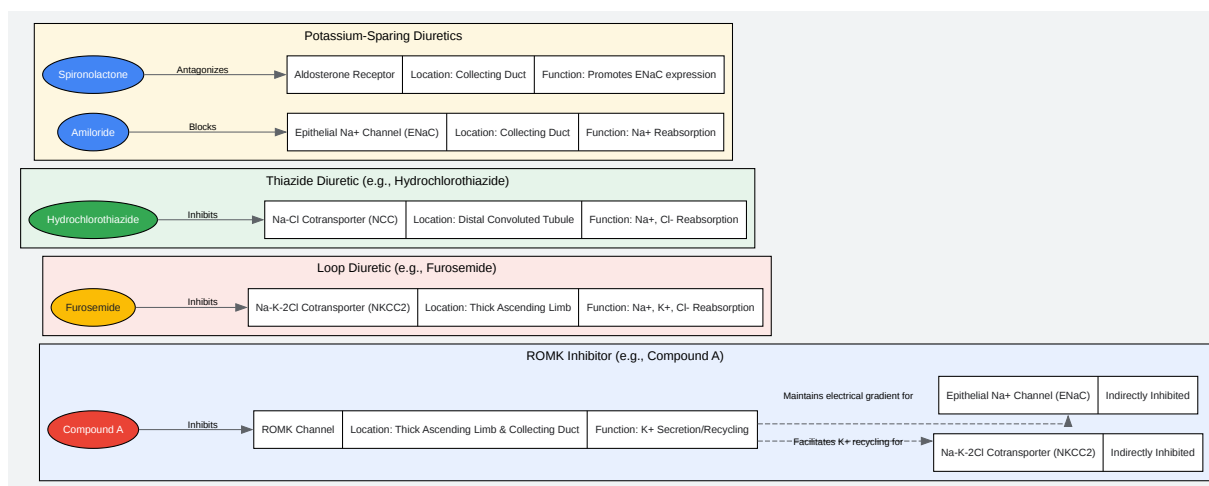 Potassium-Sparing Diuretics
Spironolactone
Antagonizes
Aldosterone Receptor
Location: Collecting Duct
Function: Promotes ENaC expression
Amiloride
Blocks
Epithelial Na+ Channel (ENaC)
Location: Collecting Duct
Function: Na+ Reabsorption
Thiazide Diuretic (e.g., Hydrochlorothiazide)
Hydrochlorothiazide
Inhibits
Na-Cl Cotransporter (NCC)
Location: Distal Convoluted Tubule
Function: Na+, Cl- Reabsorption
Loop Diuretic (e.g., Furosemide)
Furosemide
Inhibits
Na-K-2Cl Cotransporter (NKCC2)
Location: Thick Ascending Limb
Function: Na+, K+, Cl- Reabsorption
ROMK Inhibitor (e.g., Compound A)
Compound A
Inhibits
ROMK Channel
Location: Thick Ascending Limb & Collecting Duct
Function: K+ Secretion/Recycling
Maintains electrical gradient for
Epithelial Na+ Channel (ENaC)
Indirectly Inhibited
Facilitates K+ recycling for
Na-K-2Cl Cotransporter (NKCC2)
Indirectly Inhibited